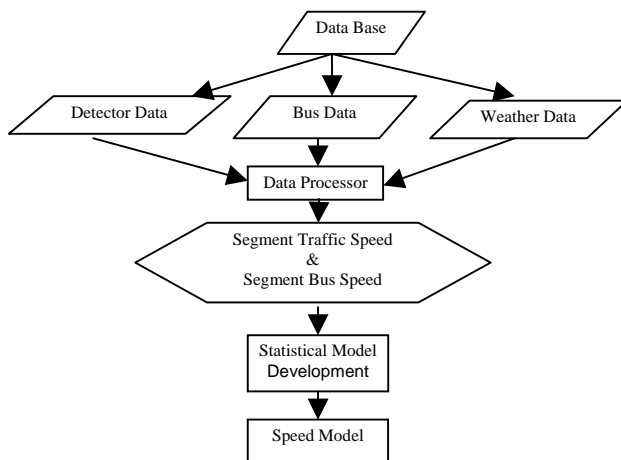 Data Base
Detector Data
Bus Data
Weather Data
Data Processor
Segment Traffic Speed
&
Segment Bus Speed
Statistical Model
Development
Speed Model